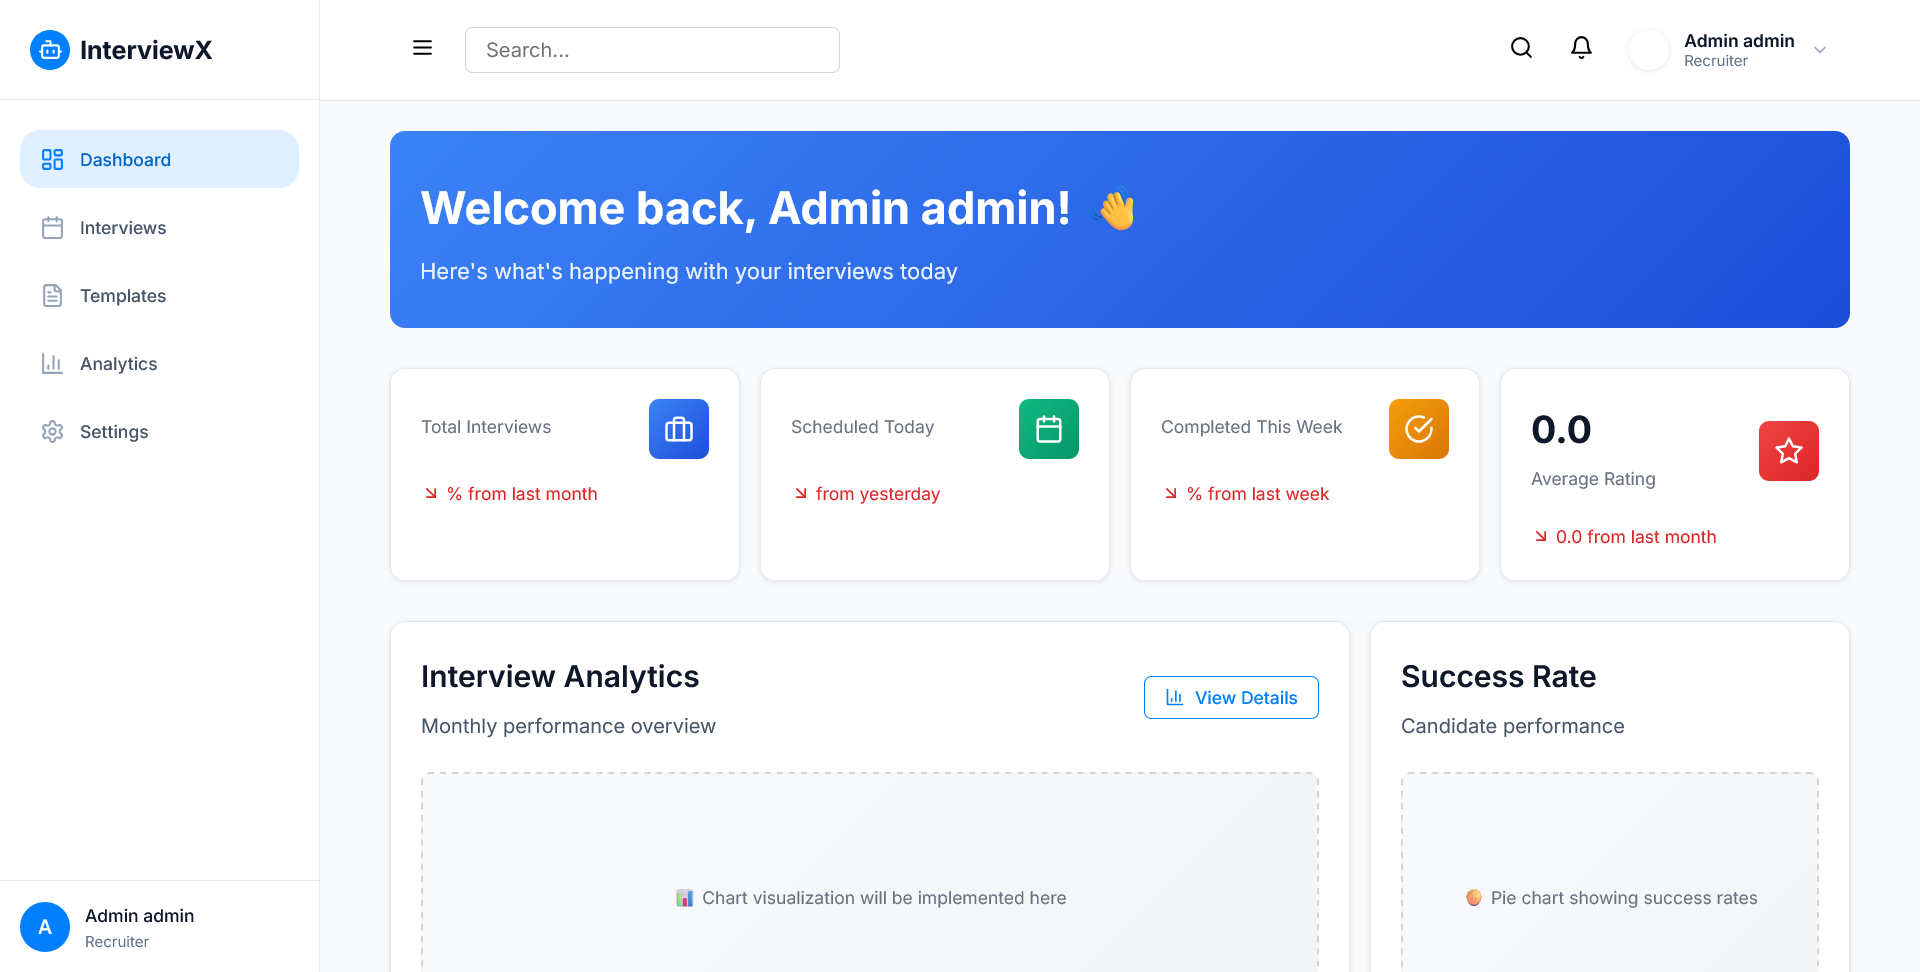 InterviewX
Search...
Admin admin
Recruiter
Dashboard
Interviews
Templates
Analytics
Settings
Welcome back, Admin admin! 👋
Here's what's happening with your interviews today
Total Interviews
% from last month
Scheduled Today
from yesterday
Completed This Week
% from last week
0.0
Average Rating
0.0 from last month
Interview Analytics
Monthly performance overview
View Details
📊 Chart visualization will be implemented here
Success Rate
Candidate performance
Pie chart showing success rates
A
Admin admin
Recruiter